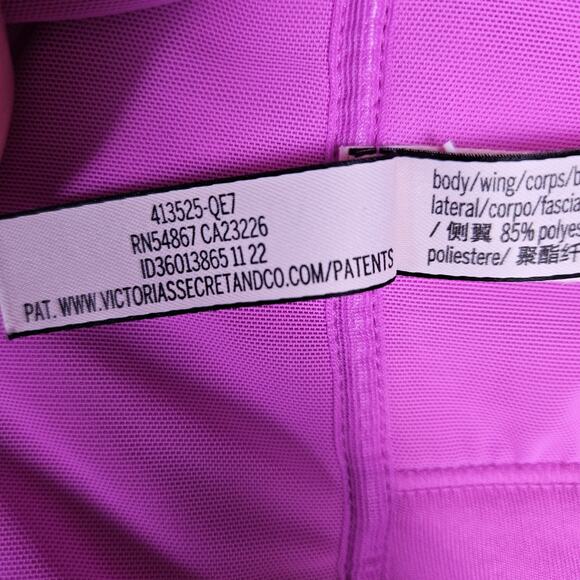 413525-QE7
RN54867 CA23226
ID36013865 11 22
PAT. WWW.VICTORIASSECRETANDCO.COM/PATENTS
body/wing/corps/b
lateral/corpo/fascia
/ 侧翼 85% polyes
poliestere/ 聚酯纤